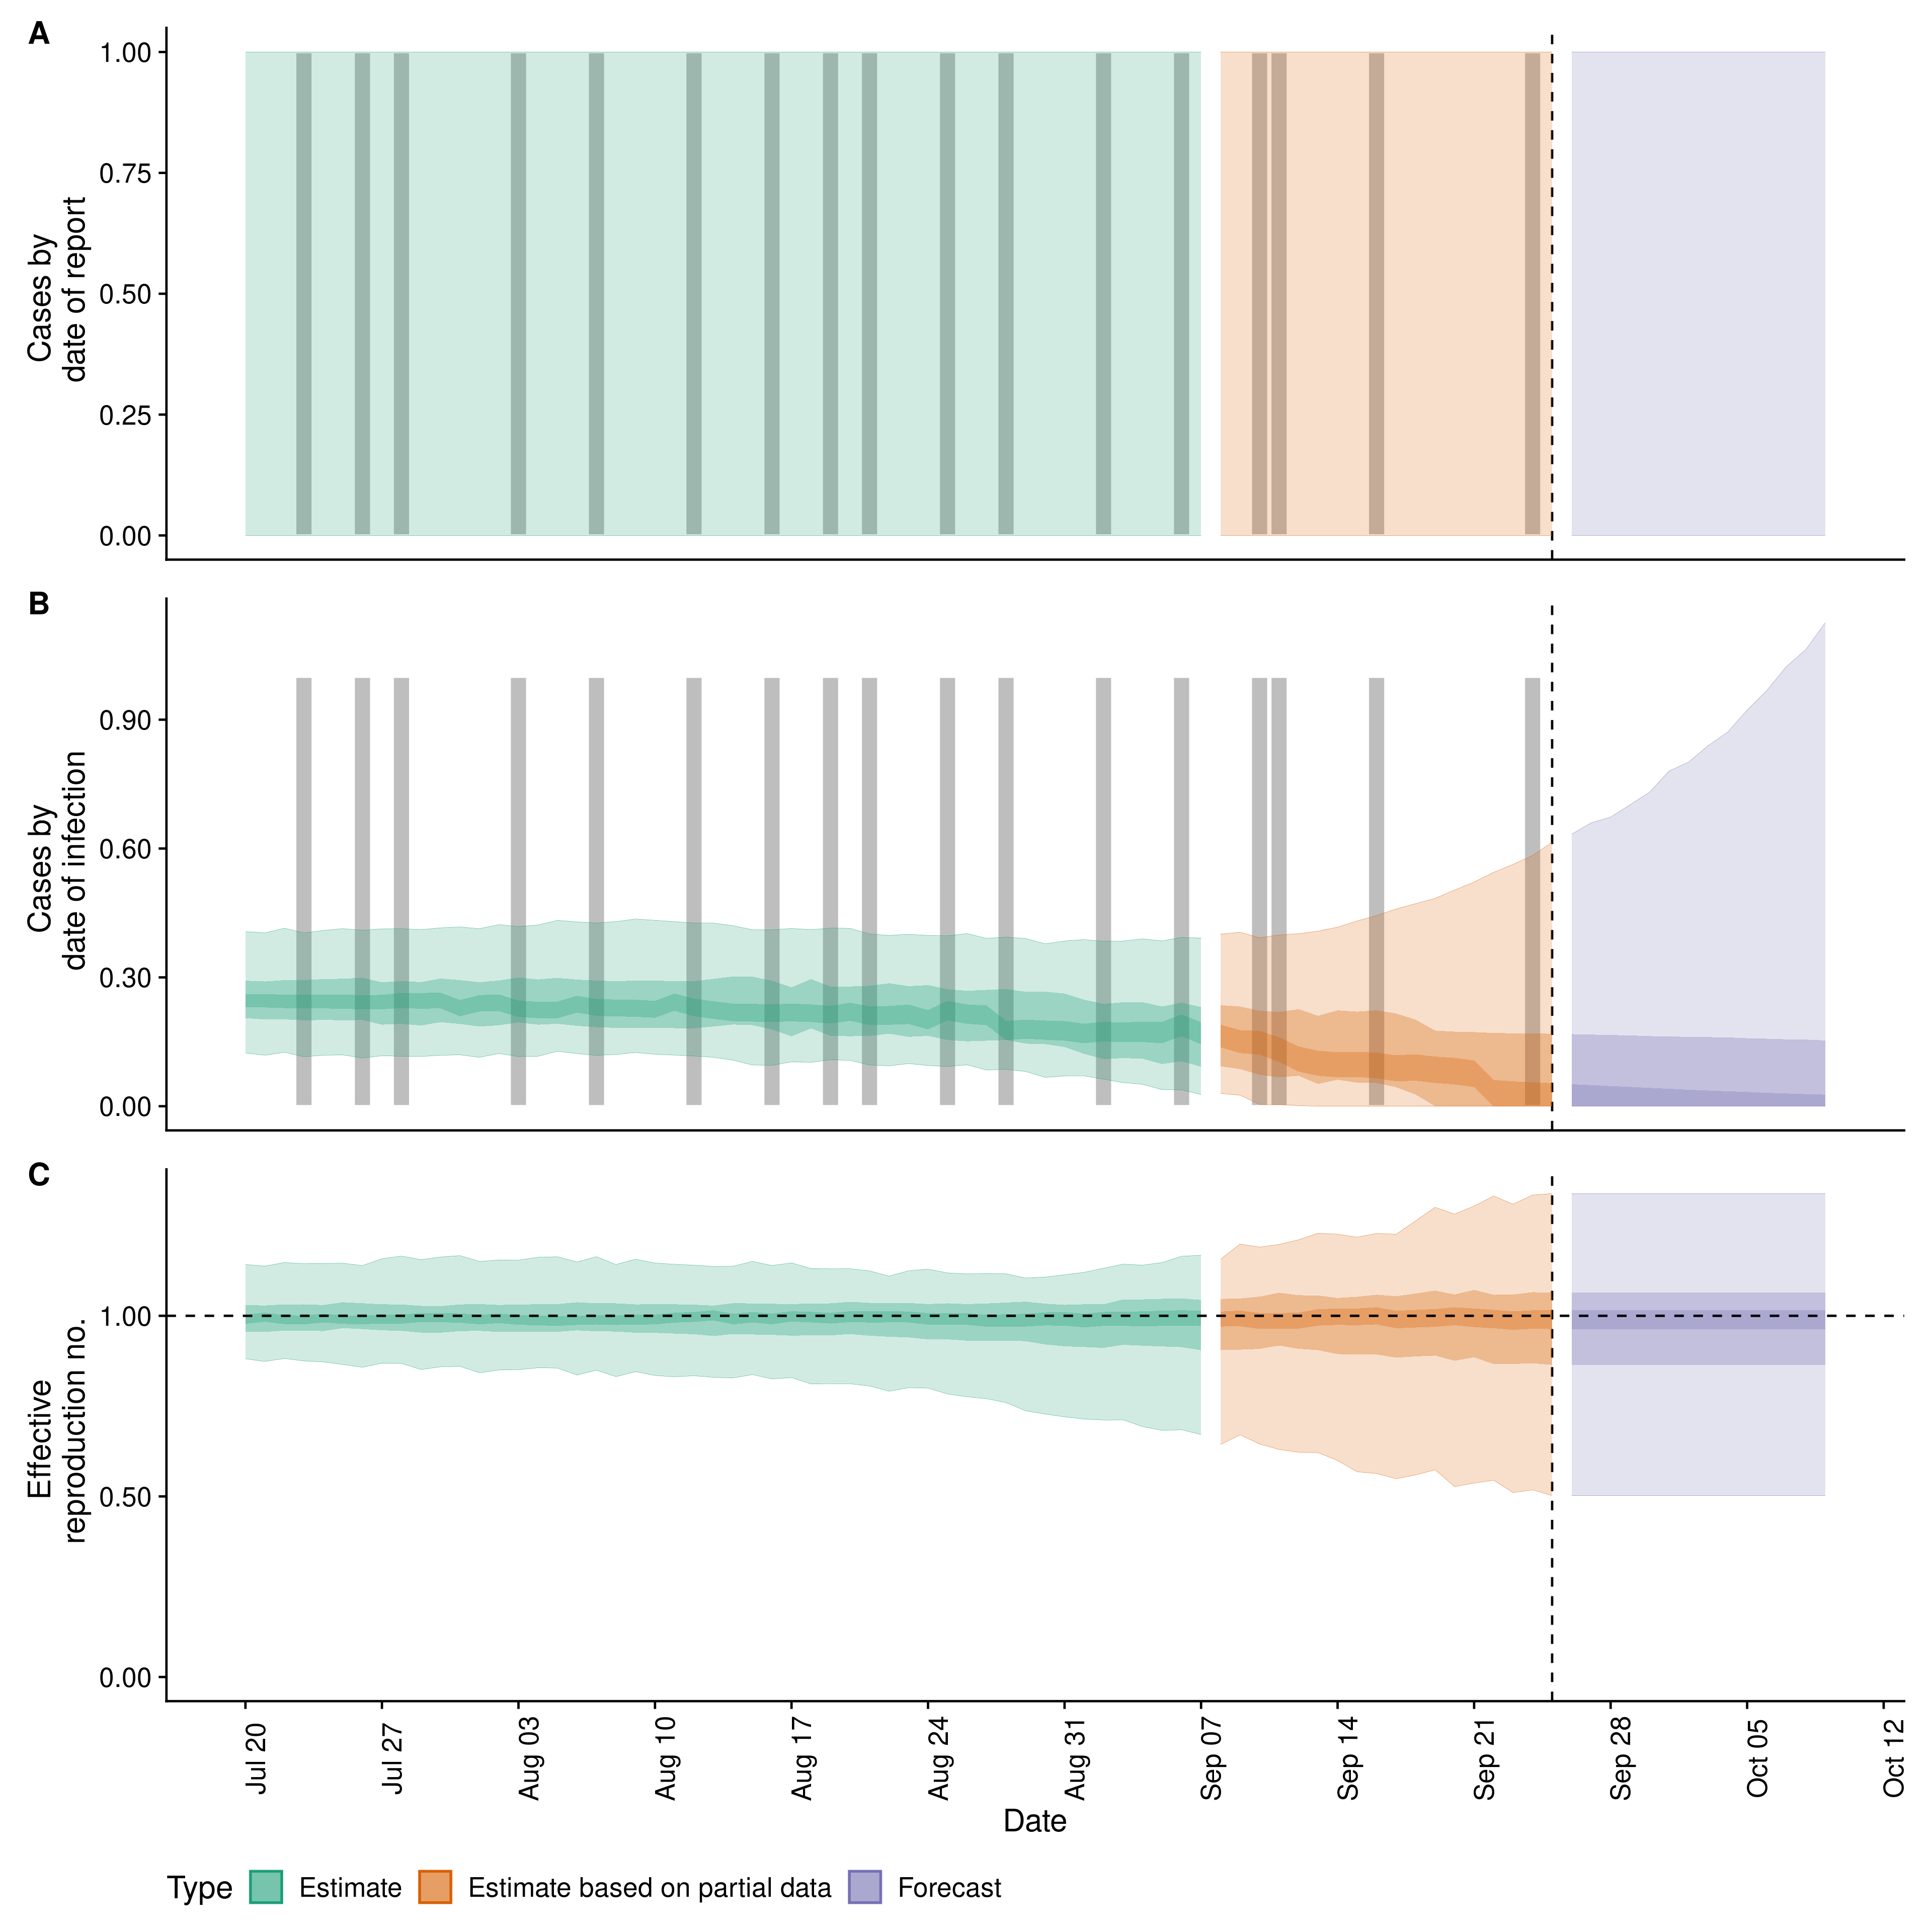 A
1.00
0.75
0.50
0.25
0.00
Cases by
date of report
B
0.90
0.60
0.30
0.00
Cases by
date of infection
C
1.00
0.50
0.00
Effective
reproduction no.
Jul 20
Jul 27
Aug 03
Aug 10
Aug 17
Aug 24
Aug 31
Sep 07
Sep 14
Sep 21
Sep 28
Oct 05
Oct 12
Date
Type Estimate Estimate based on partial data Forecast